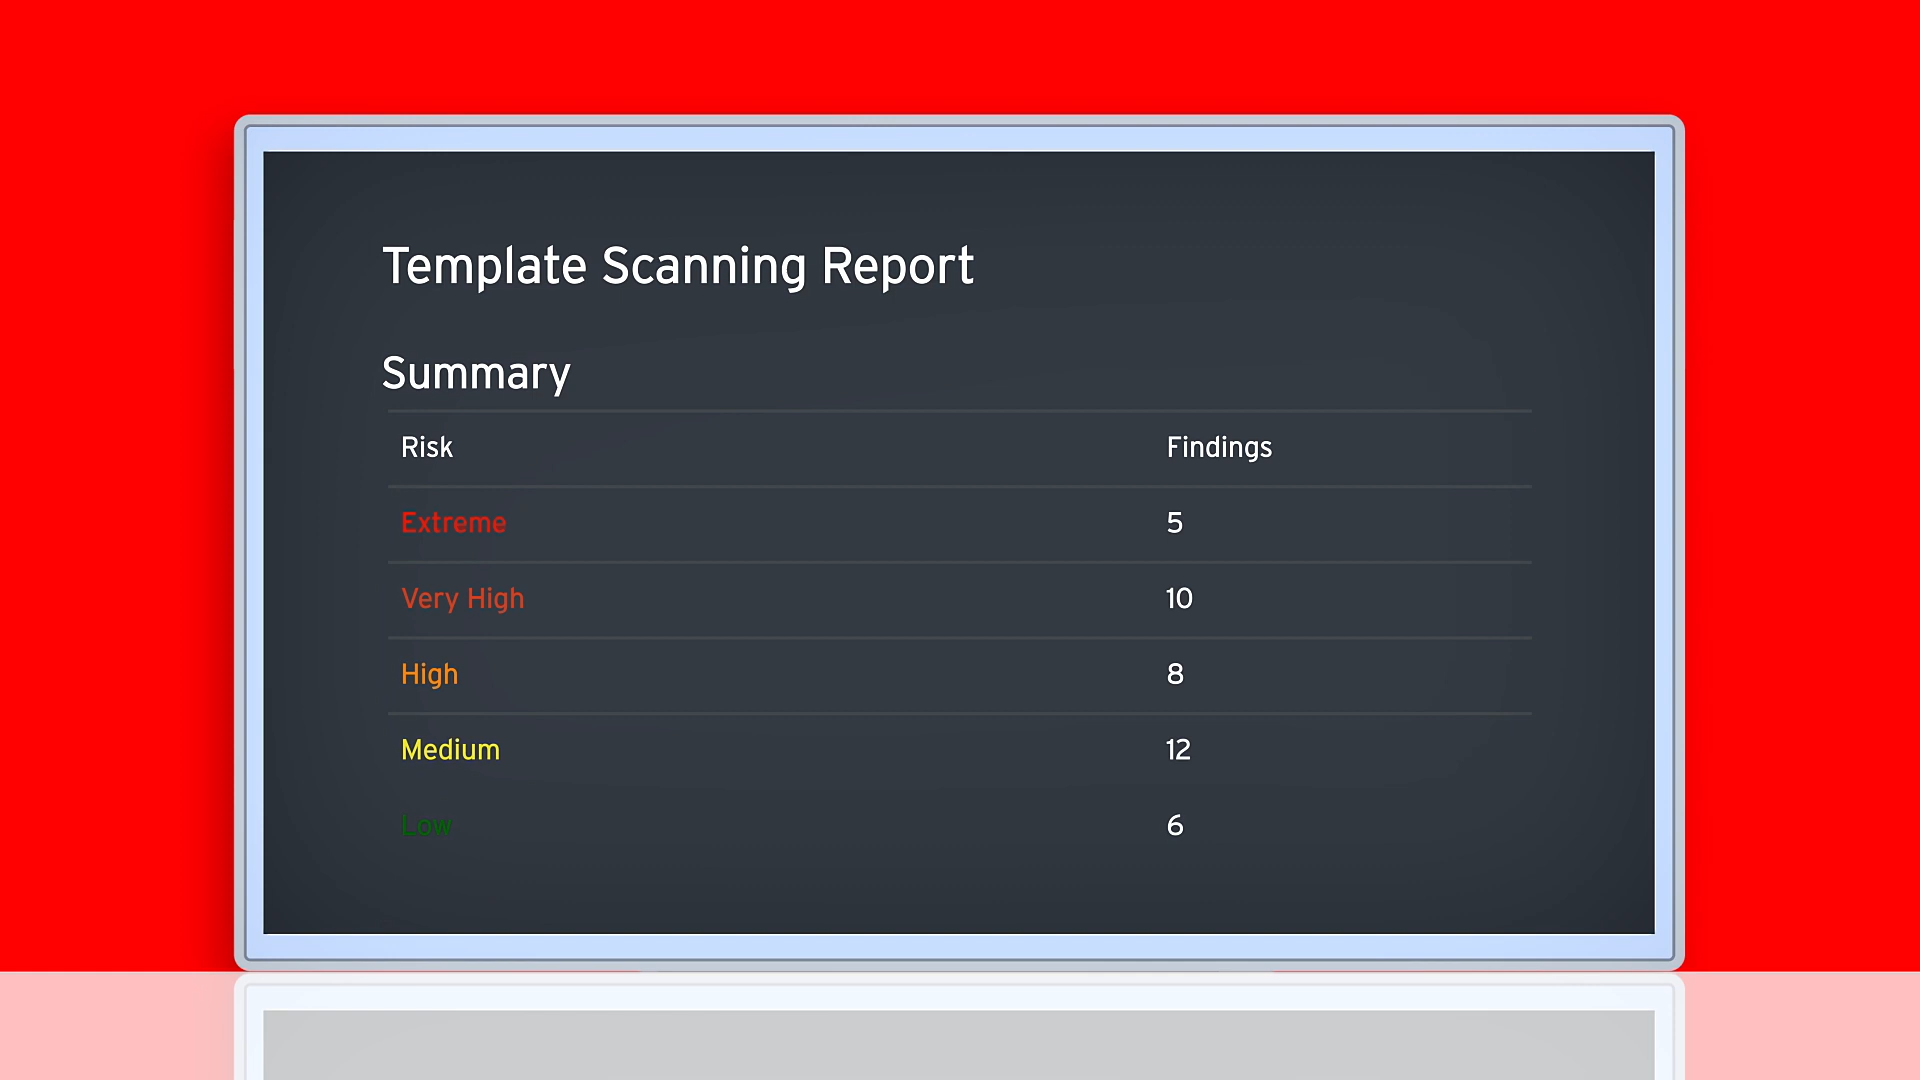 Template Scanning Report
Summary
Risk Findings
Extreme 5
Very High 10
High 8
Medium 12
Low 6